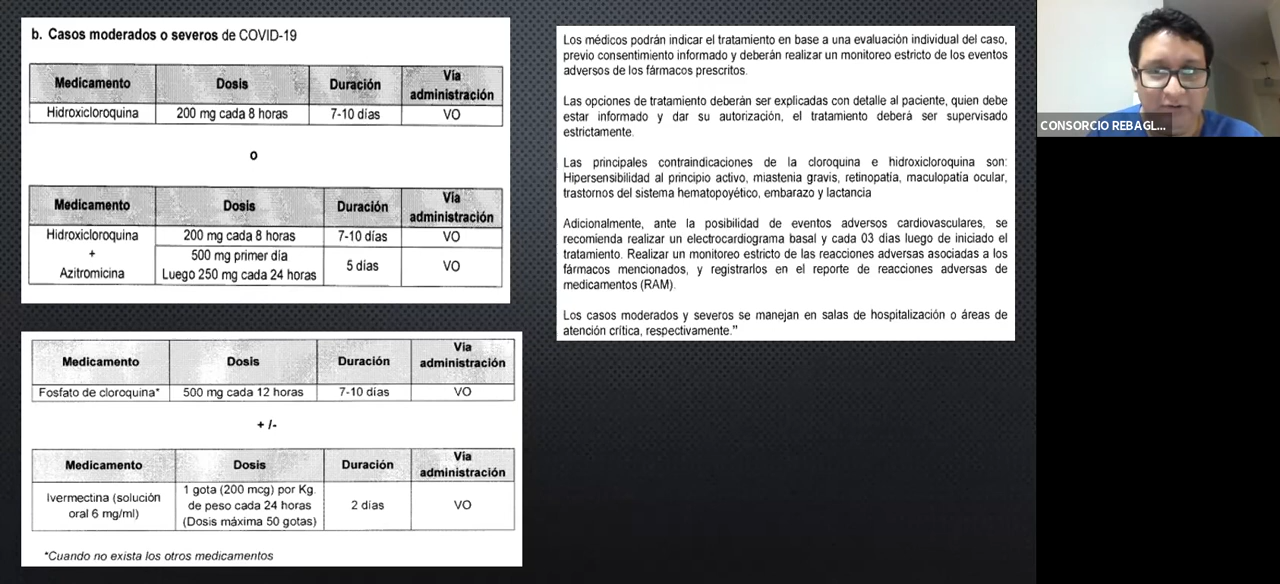 b. Casos moderados o severos de COVID-19
Medicamento Dosis Duración Vía administración
Hidroxicloroquina 200 mg cada 8 horas 7-10 días VO
o
Medicamento Dosis Duración Vía administración
Hidroxicloroquina 200 mg cada 8 horas 7-10 días VO
+
Azitromicina 500 mg primer día
Luego 250 mg cada 24 horas 5 días VO
Medicamento Dosis Duración Vía administración
Fosfato de cloroquina* 500 mg cada 12 horas 7-10 días VO
+ /-
Medicamento Dosis Duración Vía administración
Ivermectina (solución oral 6 mg/ml) 1 gota (200 mcg) por Kg. de peso cada 24 horas (Dosis máxima 50 gotas) 2 días VO
*Cuando no exista los otros medicamentos
Los médicos podrán indicar el tratamiento en base a una evaluación individual del caso,
previo consentimiento informado y deberán realizar un monitoreo estricto de los eventos
adversos de los fármacos prescritos.
Las opciones de tratamiento deberán ser explicadas con detalle al paciente, quien debe
estar informado y dar su autorización, el tratamiento deberá ser supervisado
estrictamente.
Las principales contraindicaciones de la cloroquina e hidroxicloroquina son:
Hipersensibilidad al principio activo, miastenia gravis, retinopatía, maculopatía ocular,
trastornos del sistema hematopoyético, embarazo y lactancia
Adicionalmente, ante la posibilidad de eventos adversos cardiovasculares, se
recomienda realizar un electrocardiograma basal y cada 03 días luego de iniciado el
tratamiento. Realizar un monitoreo estricto de las reacciones adversas asociadas a los
fármacos mencionados, y registrarlos en el reporte de reacciones adversas de
medicamentos (RAM).
Los casos moderados y severos se manejan en salas de hospitalización o áreas de
atención crítica, respectivamente."
CONSORCIO REBAGL...